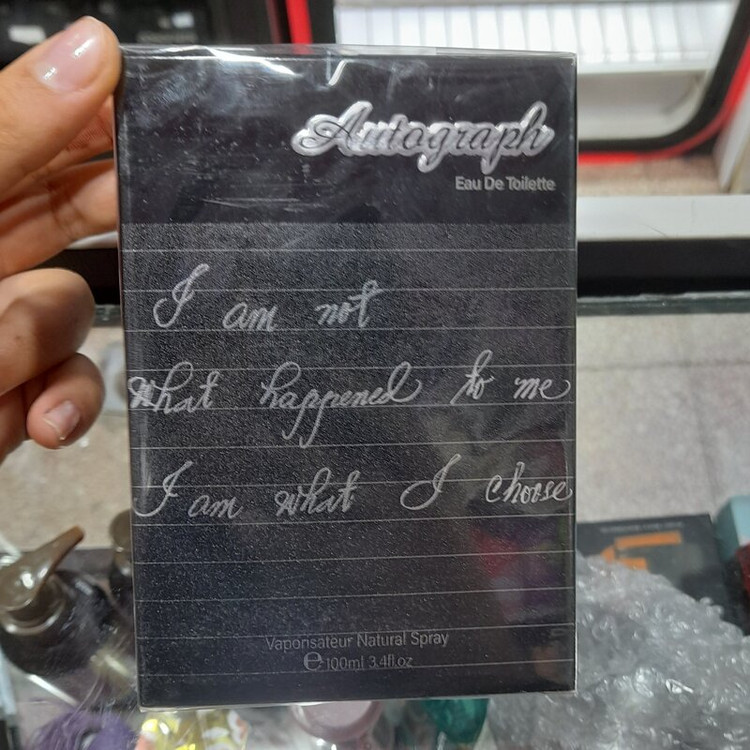 Autograph
Eau De Toilette
I am not
what happened to me
I am what I choose
Vaporisateur Natural Spray
℮100ml 3.4fl.oz